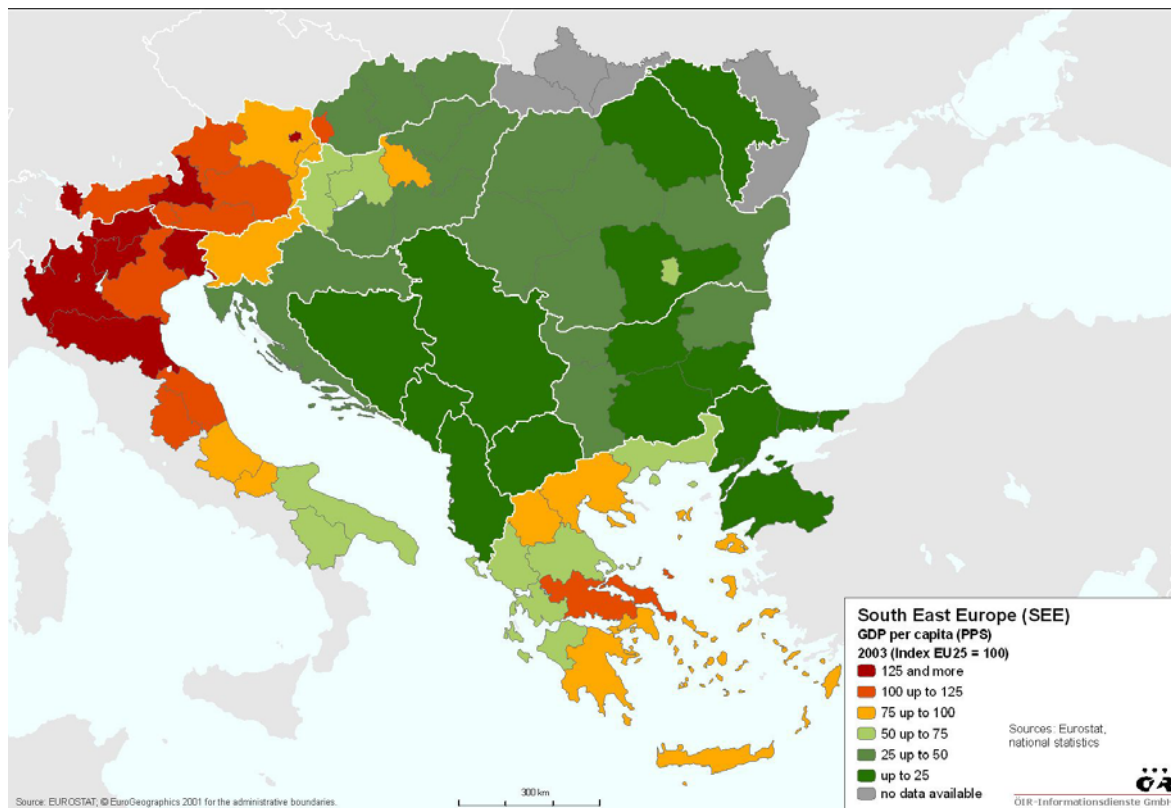 South East Europe (SEE)
GDP per capita (PPS)
2003 (Index EU25 = 100)
125 and more
100 up to 125
75 up to 100
50 up to 75
25 up to 50
up to 25
no data available
Sources: Eurostat,
national statistics
ÖIR-Informationsdienste GmbH
300 km
Source: EUROSTAT; © EuroGeographics 2001 for the administrative boundaries.